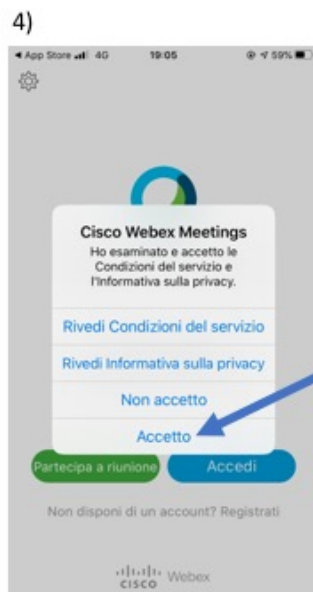 4)
App Store 4G 19:05 59%
Cisco Webex Meetings
Ho esaminato e accetto le
Condizioni del servizio e
l'Informativa sulla privacy.
Rivedi Condizioni del servizio
Rivedi Informativa sulla privacy
Non accetto
Accetto
Partecipa a riunione Accedi
Non disponi di un account? Registrati
CISCO Webex